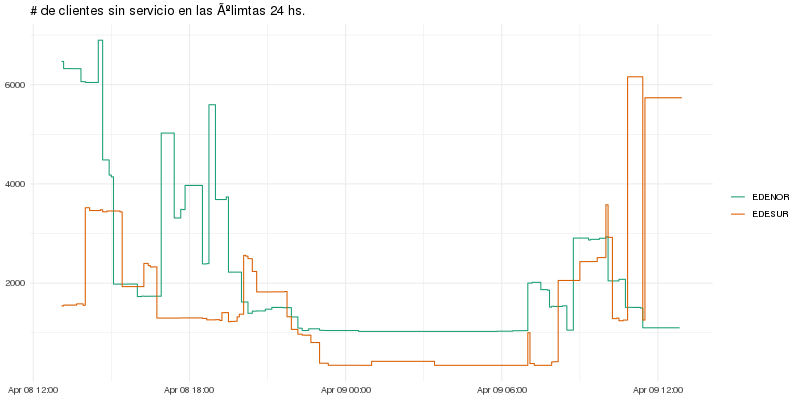 # de clientes sin servicio en las Ãºlimtas 24 hs.
6000
4000
2000
Apr 08 12:00
Apr 08 18:00
Apr 09 00:00
Apr 09 06:00
Apr 09 12:00
EDENOR
EDESUR